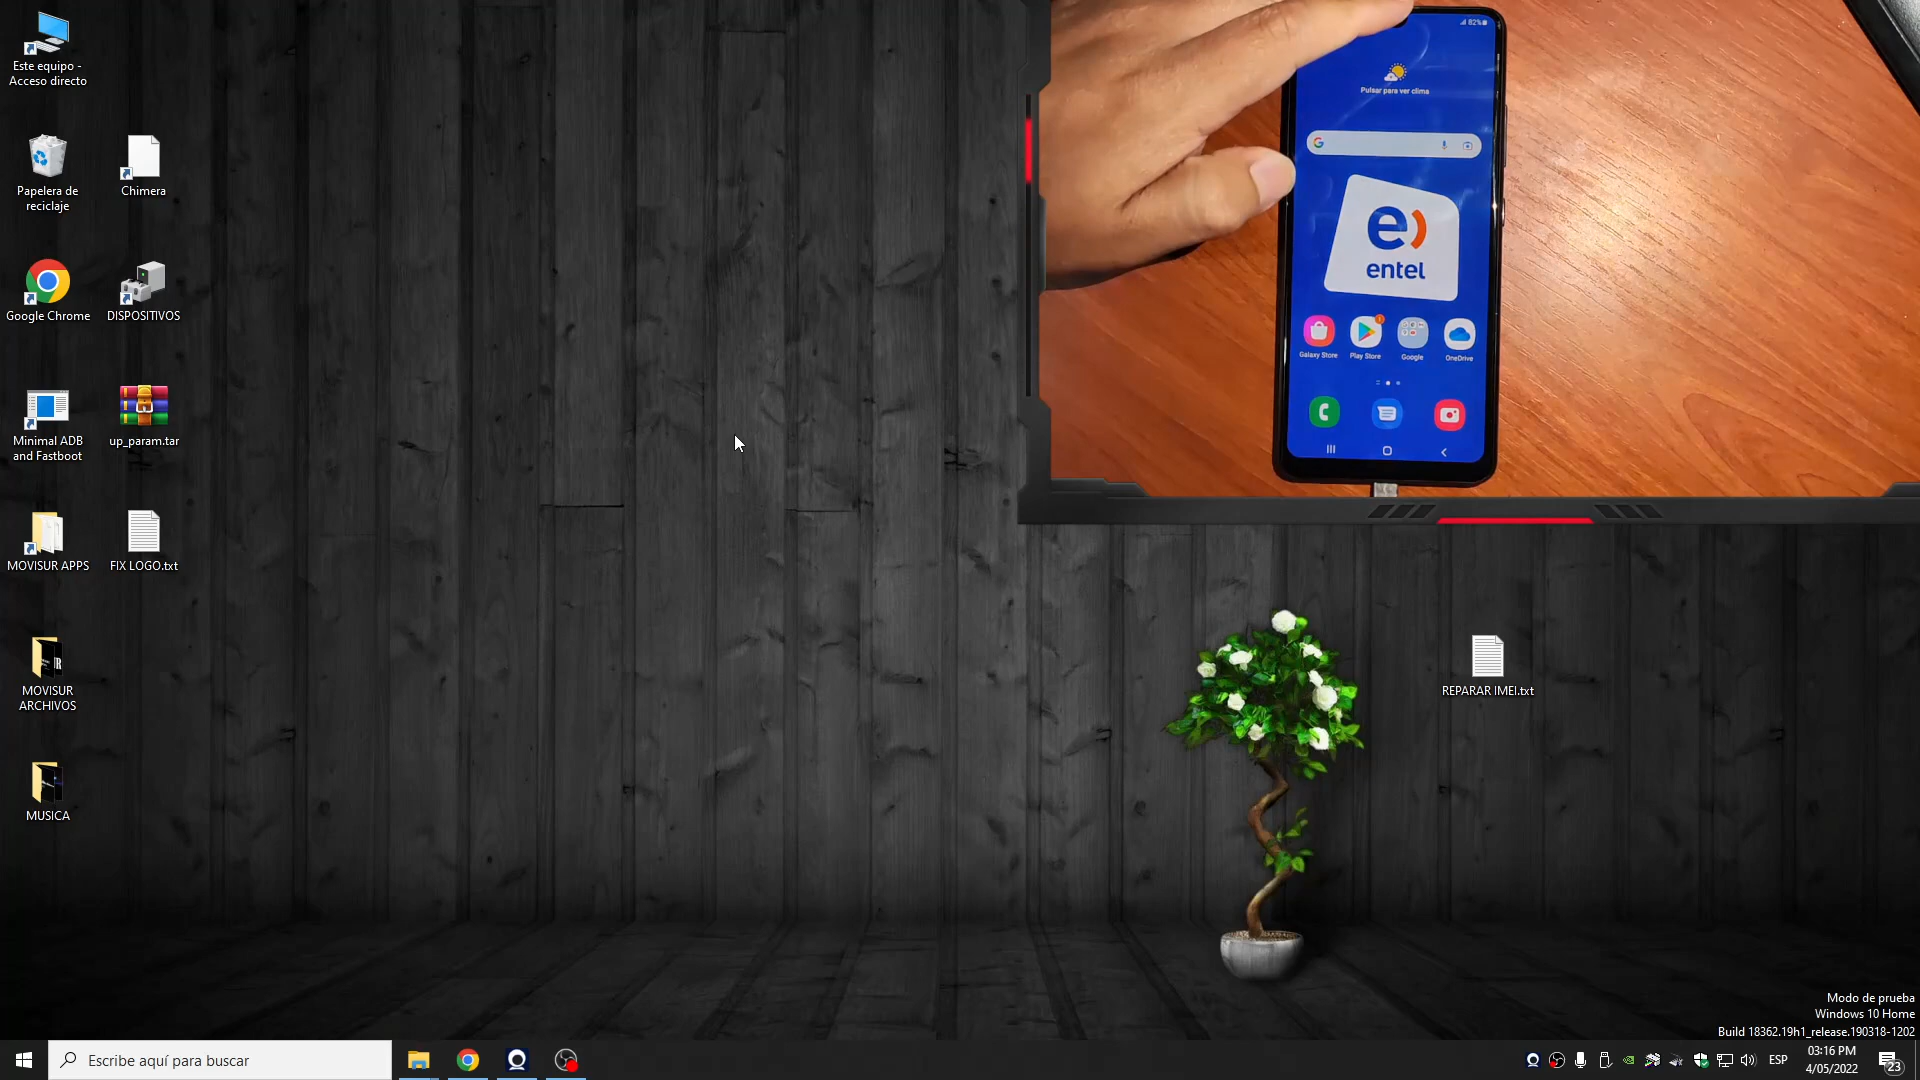 Este equipo -
Acceso directo
Papelera de
reciclaje
Chimera
Google Chrome
DISPOSITIVOS
Minimal ADB
and Fastboot
up_param.tar
MOVISUR APPS
FIX LOGO.txt
MOVISUR
ARCHIVOS
MUSICA
82%
Pulsar para ver clima
e)
entel
Galaxy Store
Play Store
Google
OneDrive
REPARAR IMEI.txt
Modo de prueba
Windows 10 Home
Build 18362.19h1_release.190318-1202
Escribe aquí para buscar
ESP
03:16 PM
4/05/2022
23